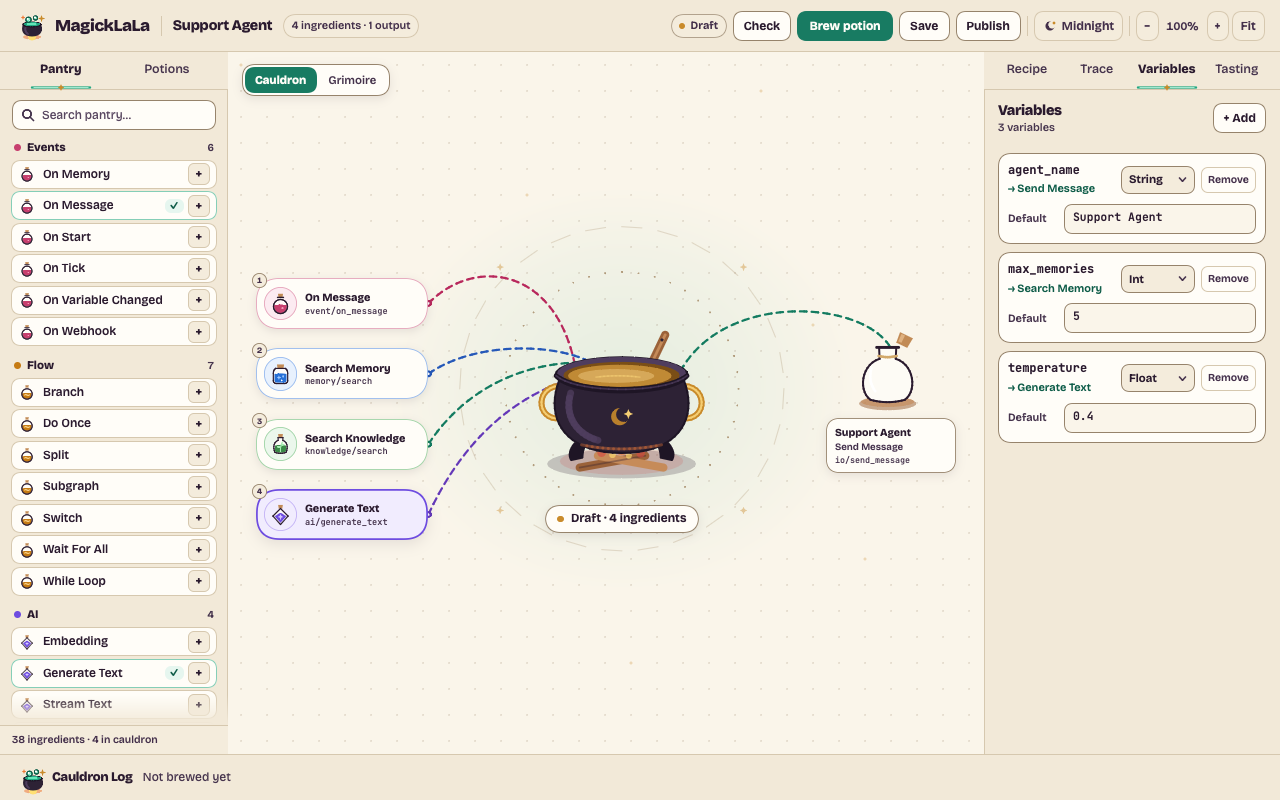 MagickLaLa
Support Agent
4 ingredients · 1 output
Draft
Check
Brew potion
Save
Publish
Midnight
−
100%
+
Fit
Pantry
Potions
Search pantry...
Events
6
On Memory
+
On Message
+
On Start
+
On Tick
+
On Variable Changed
+
On Webhook
+
Flow
7
Branch
+
Do Once
+
Split
+
Subgraph
+
Switch
+
Wait For All
+
While Loop
+
AI
4
Embedding
+
Generate Text
+
Stream Text
+
38 ingredients · 4 in cauldron
Cauldron
Grimoire
1
On Message
event/on_message
2
Search Memory
memory/search
3
Search Knowledge
knowledge/search
4
Generate Text
ai/generate_text
Draft · 4 ingredients
Support Agent
Send Message
io/send_message
Recipe
Trace
Variables
Tasting
Variables
3 variables
+ Add
agent_name
→ Send Message
String
Remove
Default
Support Agent
max_memories
→ Search Memory
Int
Remove
Default
5
temperature
→ Generate Text
Float
Remove
Default
0.4
Cauldron Log
Not brewed yet